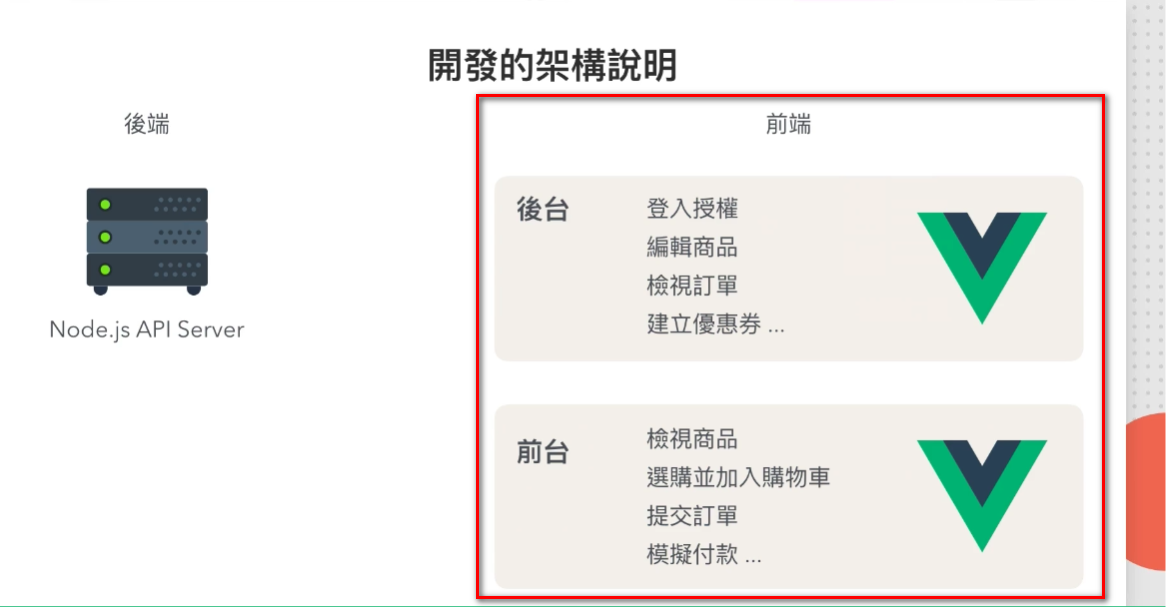 開發的架構說明
後端
Node.js API Server
前端
後台
登入授權
編輯商品
檢視訂單
建立優惠券 ...
前台
檢視商品
選購並加入購物車
提交訂單
模擬付款 ...